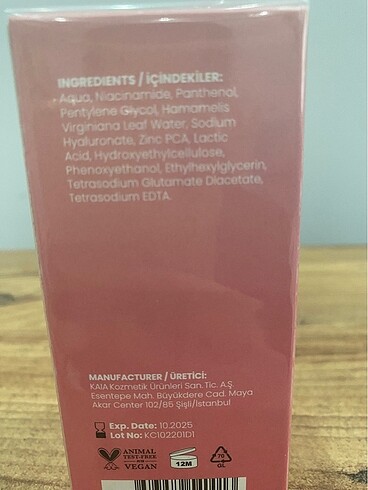 INGREDIENTS / İÇİNDEKİLER:
Aqua, Niacinamide, Panthenol,
Pentylene Glycol, Hamamelis
Virginiana Leaf Water, Sodium
Hyaluronate, Zinc PCA, Lactic
Acid, Hydroxyethylcellulose,
Phenoxyethanol, Ethylhexylglycerin,
Tetrasodium Glutamate Diacetate,
Tetrasodium EDTA.
MANUFACTURER / ÜRETİCİ:
KAIA Kozmetik Ürünleri San. Tic. A.Ş.
Esentepe Mah. Büyükdere Cad. Maya
Akar Center 102/85 Şişli/İstanbul
Exp. Date: 10.2025
Lot No: KC102201D1
ANIMAL
TEST-FREE
VEGAN
12M
70
GL